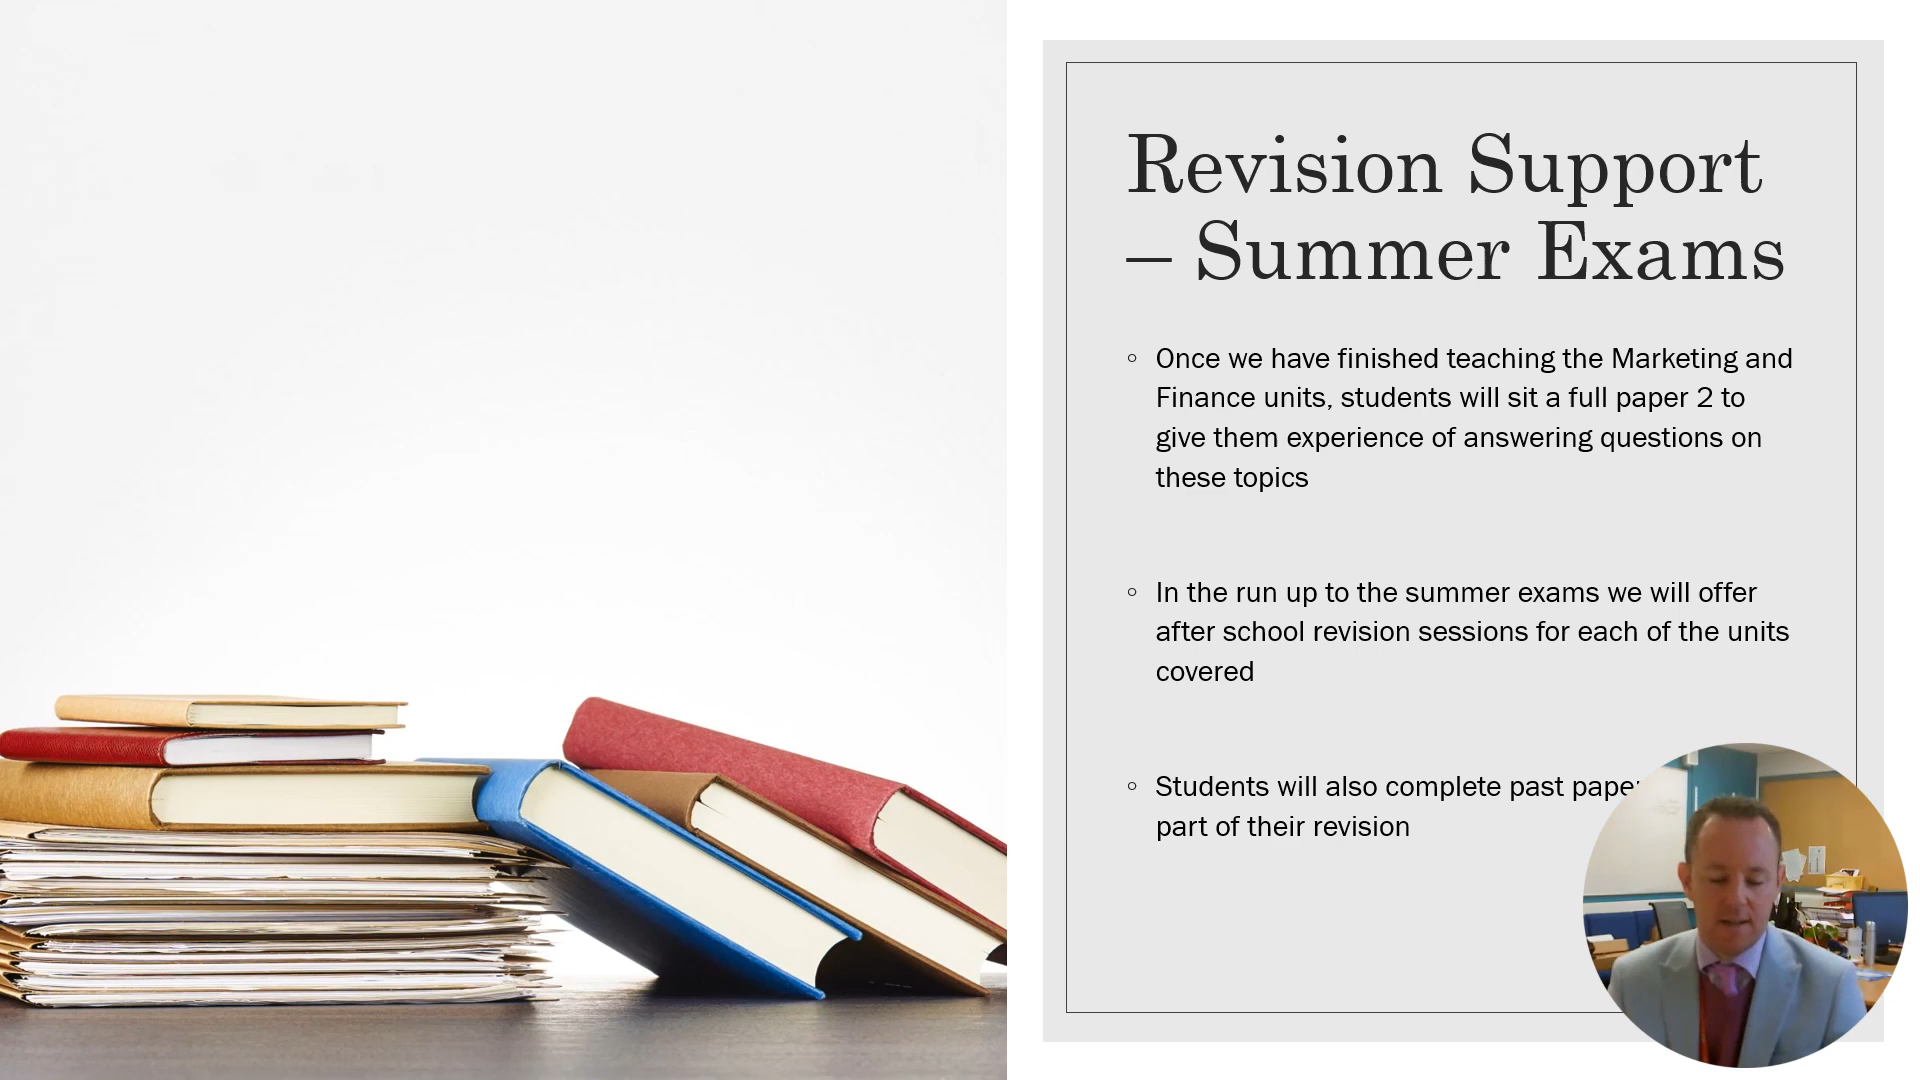 Revision Support
– Summer Exams
◦ Once we have finished teaching the Marketing and
Finance units, students will sit a full paper 2 to
give them experience of answering questions on
these topics
◦ In the run up to the summer exams we will offer
after school revision sessions for each of the units
covered
◦ Students will also complete past
part of their revision